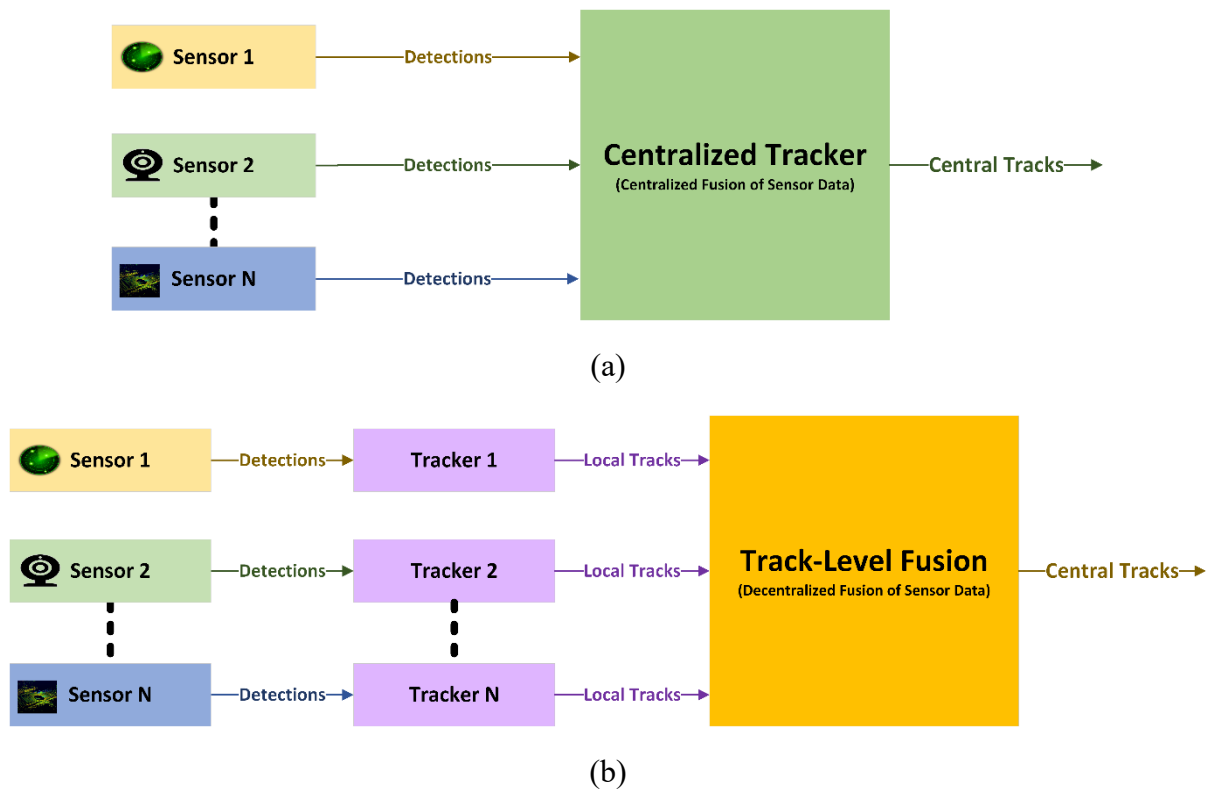 Sensor 1
Detections
Sensor 2
Detections
Centralized Tracker
(Centralized Fusion of Sensor Data)
Central Tracks
Sensor N
Detections
(a)
Sensor 1
Detections
Tracker 1
Local Tracks
Sensor 2
Detections
Tracker 2
Local Tracks
Track-Level Fusion
(Decentralized Fusion of Sensor Data)
Central Tracks
Sensor N
Detections
Tracker N
Local Tracks
(b)